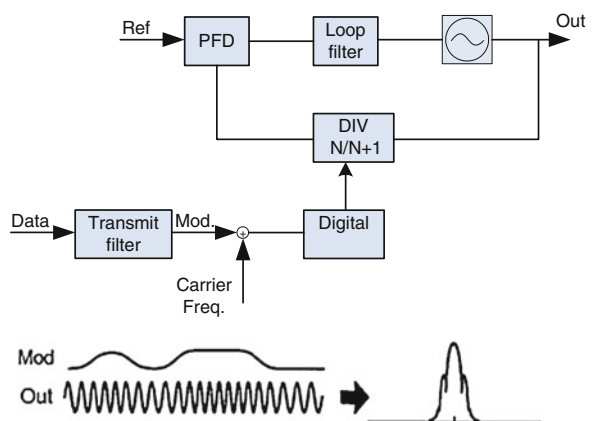 Ref
PFD
Loop
filter
Out
DIV
N/N+1
Data
Transmit
filter
Mod.
+
Digital
Carrier
Freq.
Mod
Out